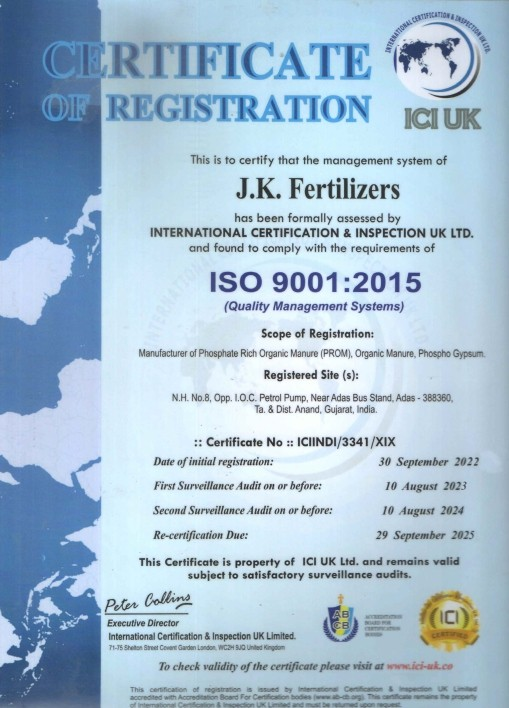 CERTIFICATE
OF REGISTRATION
INTERNATIONAL CERTIFICATION & INSPECTION UK LTD.
ICI UK
This is to certify that the management system of
J.K. Fertilizers
has been formally assessed by
INTERNATIONAL CERTIFICATION & INSPECTION UK LTD.
and found to comply with the requirements of
ISO 9001:2015
(Quality Management Systems)
Scope of Registration:
Manufacturer of Phosphate Rich Organic Manure (PROM), Organic Manure, Phospho Gypsum.
Registered Site (s):
N.H. No.8, Opp. I.O.C. Petrol Pump, Near Adas Bus Stand, Adas - 388360,
Ta. & Dist. Anand, Gujarat, India.
:: Certificate No :: ICIINDI/3341/XIX
Date of initial registration: 30 September 2022
First Surveillance Audit on or before: 10 August 2023
Second Surveillance Audit on or before: 10 August 2024
Re-certification Due: 29 September 2025
This Certificate is property of ICI UK Ltd. and remains valid
subject to satisfactory surveillance audits.
Peter Collins
Executive Director
International Certification & Inspection UK Limited.
71-75 Shelton Street Covent Garden London, WC2H 9JQ United Kingdom
AB
CB
ACCREDITATION
BOARD FOR
CERTIFICATION
BODIES
ICI
CERTIFIED
To check validity of the certificate please visit at www.ici-uk.co
This certification of registration is issued by International Certification & Inspection UK Limited
accredited with Accreditation Board For Certification bodies (www.ab-cb.org). This certificate remains the property
of International Certification & Inspection UK Limited and must be returned upon request.